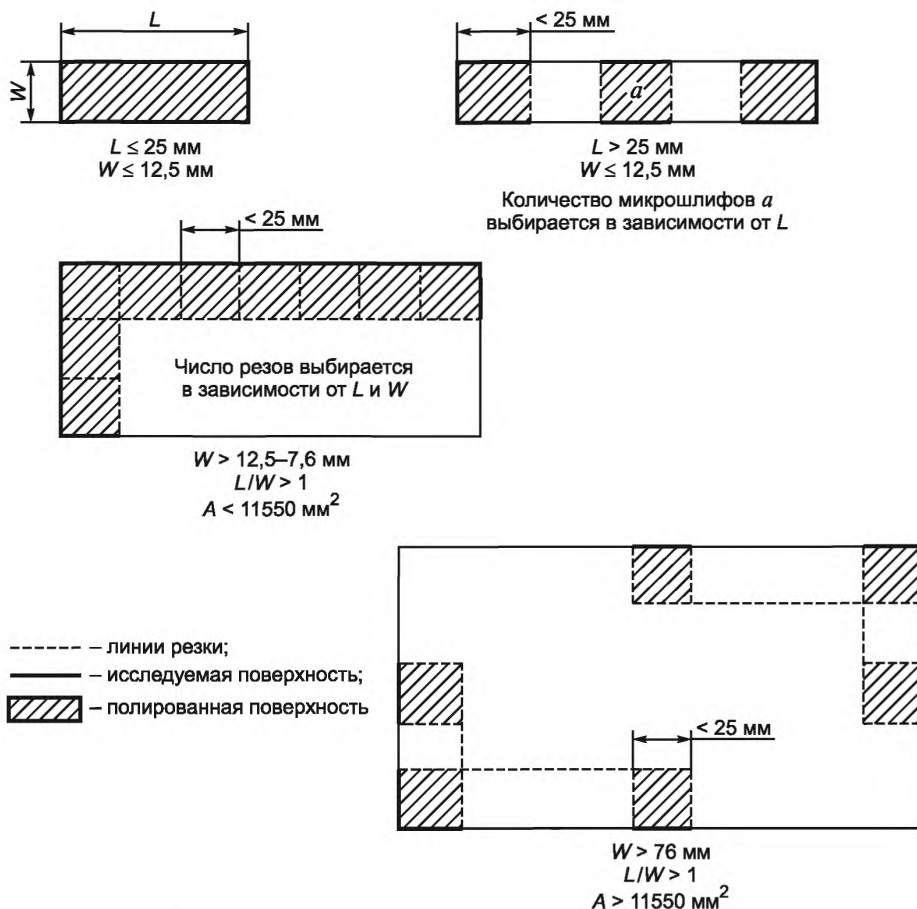 L
W
L ≤ 25 мм
W ≤ 12,5 мм
< 25 мм
a
L > 25 мм
W ≤ 12,5 мм
Количество микрошлифов a
выбирается в зависимости от L
< 25 мм
Число резов выбирается
в зависимости от L и W
W > 12,5–7,6 мм
L/W > 1
A < 11550 мм²
– линии резки;
– исследуемая поверхность;
– полированная поверхность
< 25 мм
W > 76 мм
L/W > 1
A > 11550 мм²